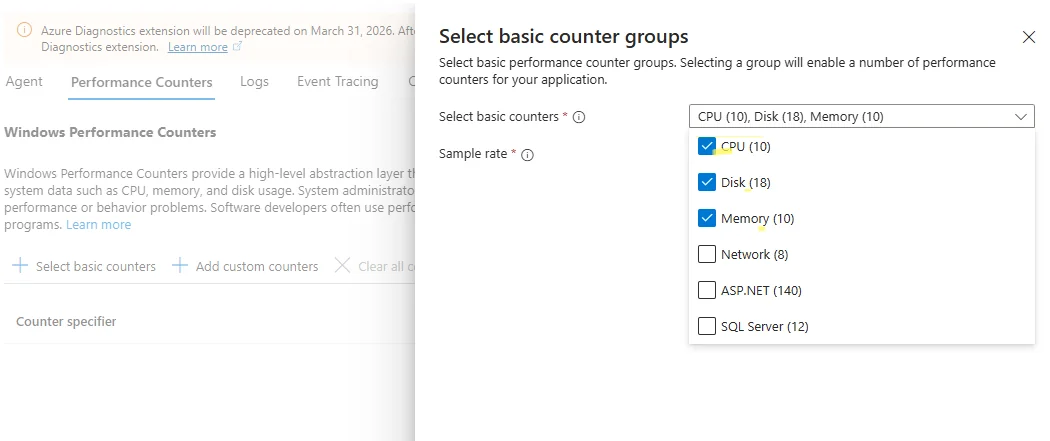 Azure Diagnostics extension will be deprecated on March 31, 2026. Afte
Diagnostics extension. Learn more
Agent
Performance Counters
Logs
Event Tracing
Windows Performance Counters
Windows Performance Counters provide a high-level abstraction layer th
system data such as CPU, memory, and disk usage. System administrato
performance or behavior problems. Software developers often use perfo
programs. Learn more
Select basic counters
Add custom counters
Clear all co
Counter specifier
Select basic counter groups
Select basic performance counter groups. Selecting a group will enable a number of performance
counters for your application.
Select basic counters *
CPU (10), Disk (18), Memory (10)
CPU (10)
Disk (18)
Memory (10)
Network (8)
ASP.NET (140)
SQL Server (12)
Sample rate *